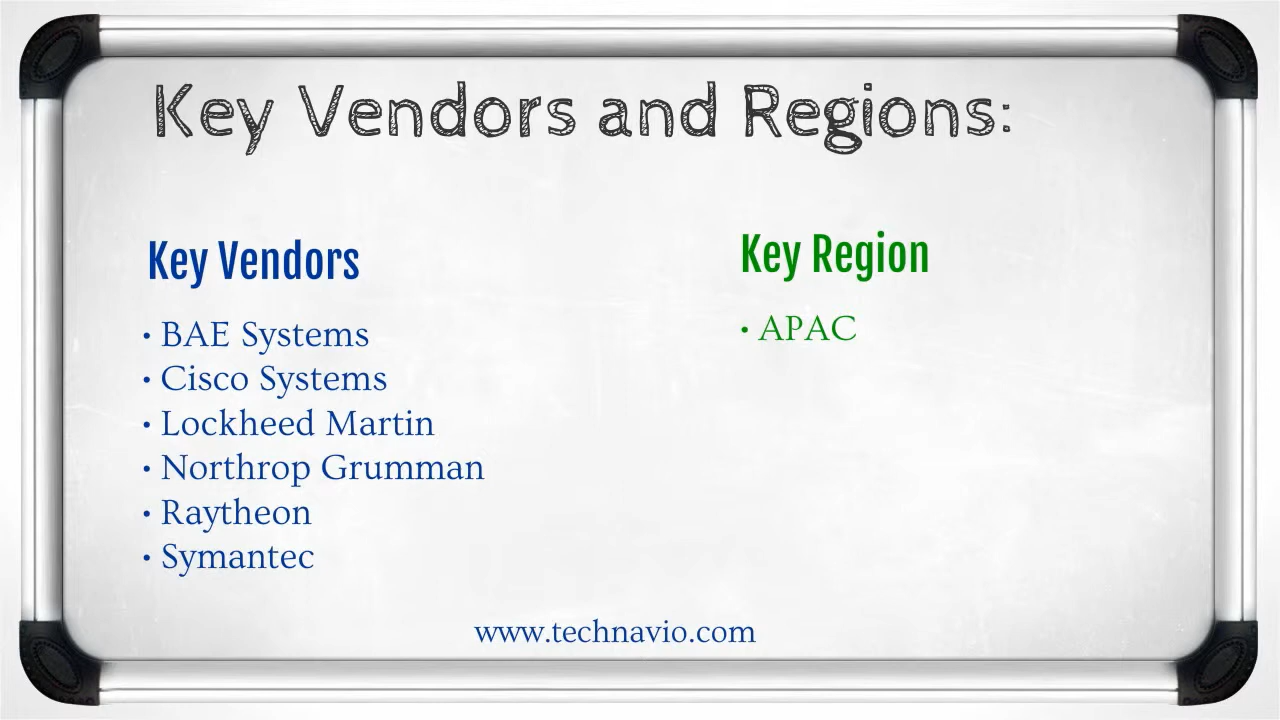 Key Vendors and Regions:
Key Vendors
• BAE Systems
• Cisco Systems
• Lockheed Martin
• Northrop Grumman
• Raytheon
• Symantec
Key Region
• APAC
www.technavio.com